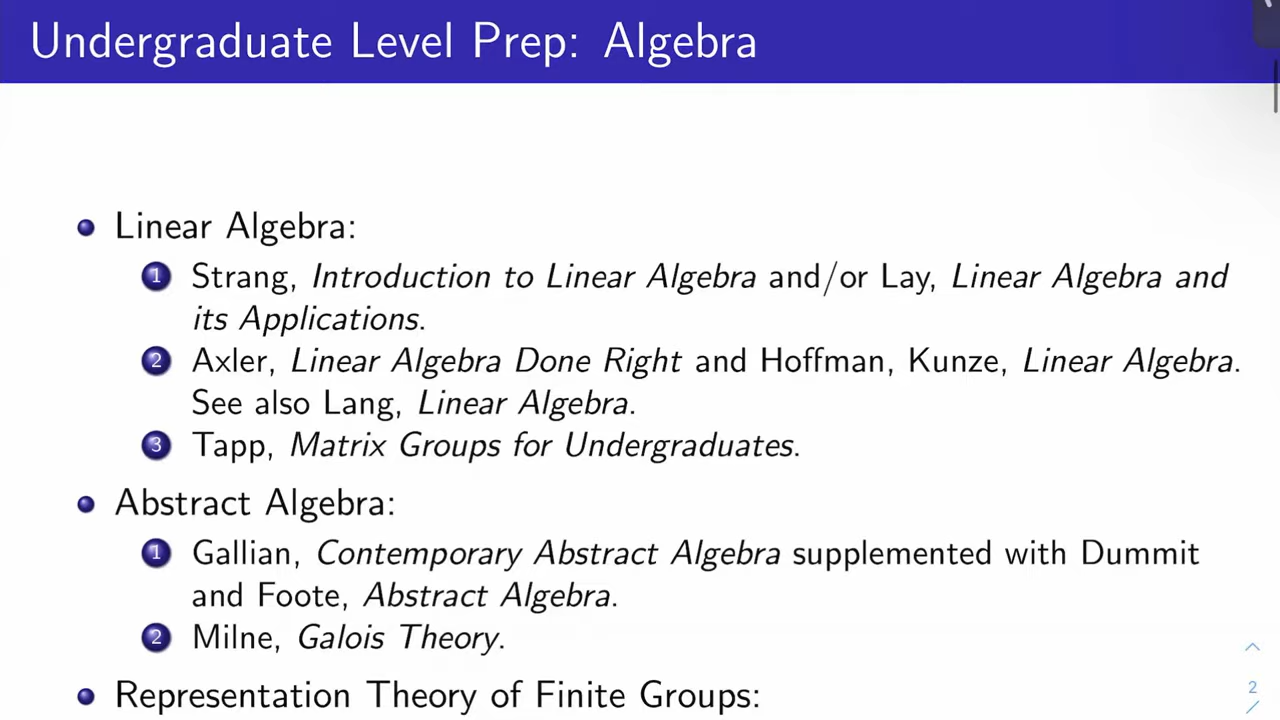 Undergraduate Level Prep: Algebra
Linear Algebra:
1 Strang, Introduction to Linear Algebra and/or Lay, Linear Algebra and
its Applications.
2 Axler, Linear Algebra Done Right and Hoffman, Kunze, Linear Algebra.
See also Lang, Linear Algebra.
3 Tapp, Matrix Groups for Undergraduates.
Abstract Algebra:
1 Gallian, Contemporary Abstract Algebra supplemented with Dummit
and Foote, Abstract Algebra.
2 Milne, Galois Theory.
Representation Theory of Finite Groups:
2
/